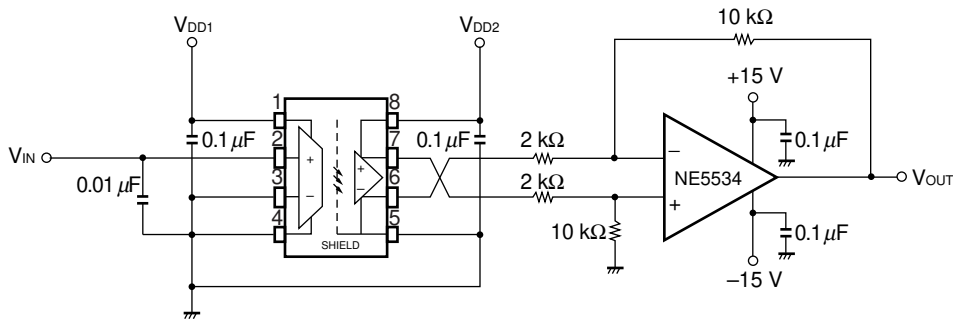 10 kΩ
VDD1
VDD2
+15 V
1
8
0.1 μF
2
7
0.1 μF
2 kΩ
0.1 μF
VIN
+
+
−
NE5534
VOUT
3
6
2 kΩ
0.01 μF
−
−
+
4
5
10 kΩ
0.1 μF
SHIELD
−15 V